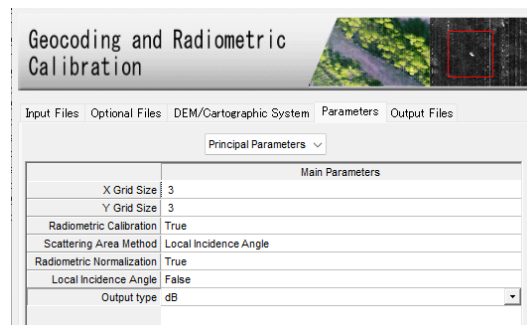 Geocoding and Radiometric
Calibration
Input Files Optional Files DEM/Cartographic System Parameters Output Files
Principal Parameters
Main Parameters
X Grid Size 3
Y Grid Size 3
Radiometric Calibration True
Scattering Area Method Local Incidence Angle
Radiometric Normalization True
Local Incidence Angle False
Output type dB